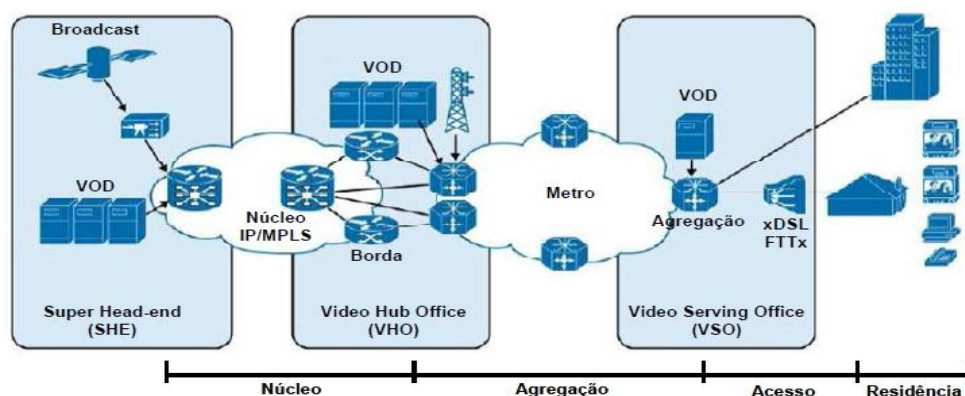 Broadcast
VOD
VOD
VOD
Núcleo
IP/MPLS
Borda
Metro
Agregação
xDSL
FTTx
Super Head-end
(SHE)
Video Hub Office
(VHO)
Video Serving Office
(VSO)
Núcleo
Agregação
Acesso
Residência